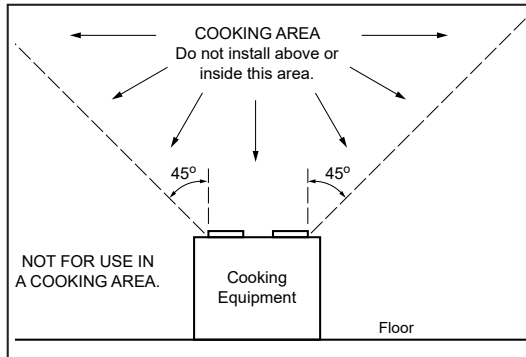 COOKING AREA
Do not install above or
inside this area.
45º
45º
NOT FOR USE IN
A COOKING AREA.
Cooking
Equipment
Floor